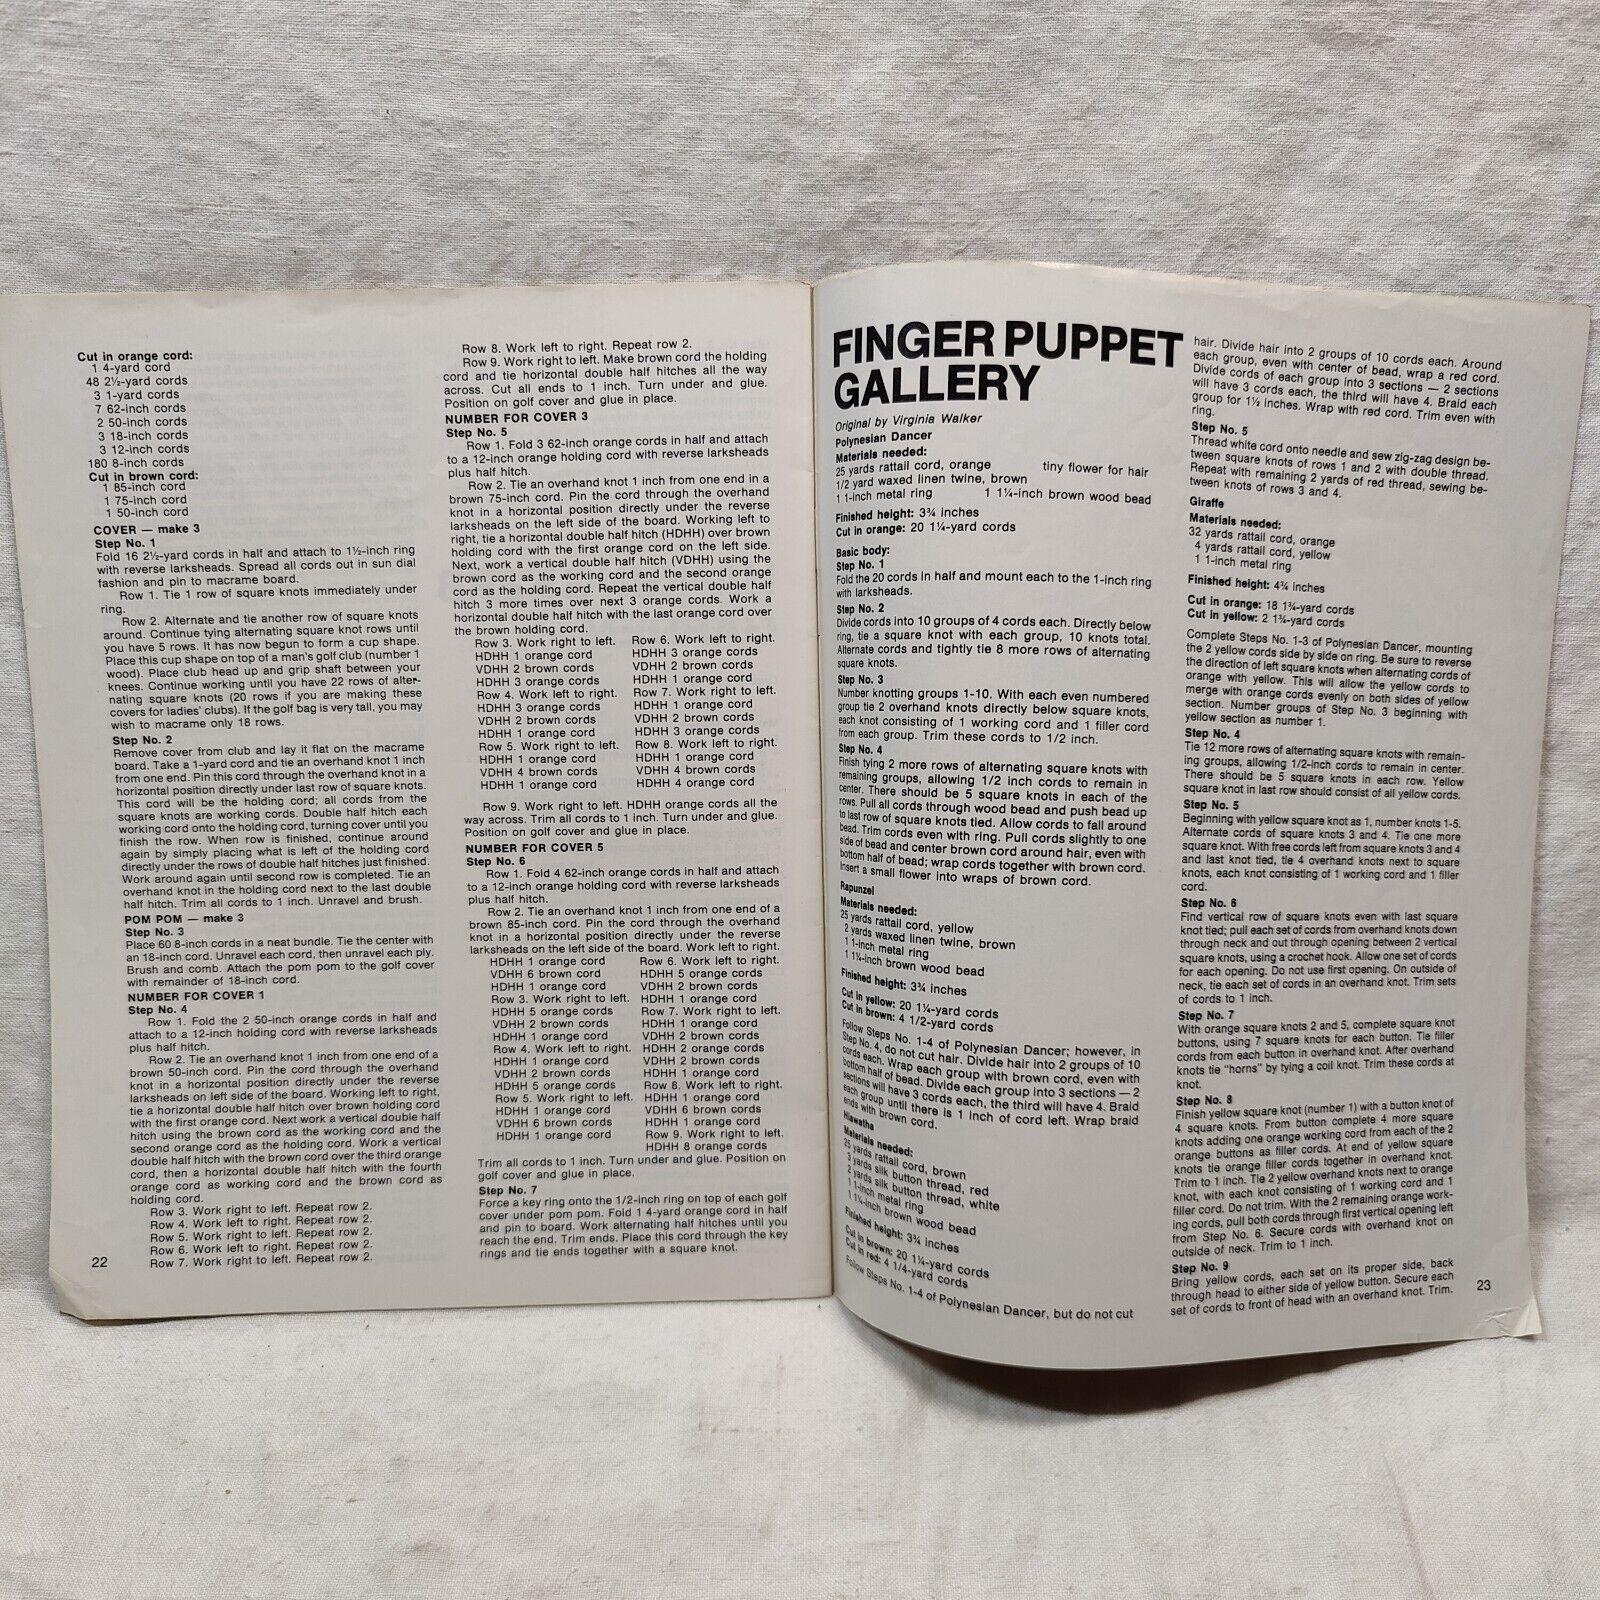 Cut in orange cord:
1 4-yard cord
48 2½-yard cords
3 1-yard cords
7 62-inch cords
2 50-inch cords
3 18-inch cords
3 12-inch cords
180 8-inch cords
Cut in brown cord:
1 85-inch cord
1 75-inch cord
1 50-inch cord
COVER — make 3
Step No. 1
Fold 16 2½-yard cords in half and attach to 1½-inch ring
with reverse larksheads. Spread all cords out in sun dial
fashion and pin to macrame board.
Row 1. Tie 1 row of square knots immediately under
ring.
Row 2. Alternate and tie another row of square knots
around. Continue tying alternating square knot rows until
you have 5 rows. It has now begun to form a cup shape.
Place this cup shape on top of a man's golf club (number 1
wood). Place club head up and grip shaft between your
knees. Continue working until you have 22 rows of alter-
nating square knots (20 rows if you are making these
covers for ladies' clubs). If the golf bag is very tall, you may
wish to macrame only 18 rows.
Step No. 2
Remove cover from club and lay it flat on the macrame
board. Take a 1-yard cord and tie an overhand knot 1 inch
from one end. Pin this cord through the overhand knot in a
horizontal position directly under last row of square knots.
This cord will be the holding cord; all cords from the
square knots are working cords. Double half hitch each
working cord onto the holding cord, turning cover until you
finish the row. When row is finished, continue around
again by simply placing what is left of the holding cord
directly under the rows of double half hitches just finished.
Work around again until second row is completed. Tie an
overhand knot in the holding cord next to the last double
half hitch. Trim all cords to 1 inch. Unravel and brush.
POM POM — make 3
Step No. 3
Place 60 8-inch cords in a neat bundle. Tie the center with
an 18-inch cord. Unravel each cord, then unravel each ply.
Brush and comb. Attach the pom pom to the golf cover
with remainder of 18-inch cord.
NUMBER FOR COVER 1
Step No. 4
Row 1. Fold the 2 50-inch orange cords in half and
attach to a 12-inch holding cord with reverse larksheads
plus half hitch.
Row 2. Tie an overhand knot 1 inch from one end of a
brown 50-inch cord. Pin the cord through the overhand
knot in a horizontal position directly under the reverse
larksheads on left side of the board. Working left to right,
tie a horizontal double half hitch over brown holding cord
with the first orange cord. Next work a vertical double half
hitch using the brown cord as the working cord and the
second orange cord as the holding cord. Work a vertical
double half hitch with the brown cord over the third orange
cord, then a horizontal double half hitch with the fourth
orange cord as working cord and the brown cord as
holding cord.
Row 3. Work right to left. Repeat row 2.
Row 4. Work left to right. Repeat row 2.
Row 5. Work right to left. Repeat row 2.
Row 6. Work left to right. Repeat row 2.
Row 7. Work right to left. Repeat row 2.
22
Row 8. Work left to right. Repeat row 2.
Row 9. Work right to left. Make brown cord the holding
cord and tie horizontal double half hitches all the way
across. Cut all ends to 1 inch. Turn under and glue.
Position on golf cover and glue in place.
NUMBER FOR COVER 3
Step No. 5
Row 1. Fold 3 62-inch orange cords in half and attach
to a 12-inch orange holding cord with reverse larksheads
plus half hitch.
Row 2. Tie an overhand knot 1 inch from one end in a
brown 75-inch cord. Pin the cord through the overhand
knot in a horizontal position directly under the reverse
larksheads on the left side of the board. Working left to
right, tie a horizontal double half hitch (HDHH) over brown
holding cord with the first orange cord on the left side.
Next, work a vertical double half hitch (VDHH) using the
brown cord as the working cord and the second orange
cord as the holding cord. Repeat the vertical double half
hitch 3 more times over next 3 orange cords. Work a
horizontal double half hitch with the last orange cord over
the brown holding cord.
Row 3. Work right to left.
HDHH 1 orange cord
VDHH 2 brown cords
HDHH 3 orange cords
Row 4. Work left to right.
HDHH 3 orange cords
VDHH 2 brown cords
HDHH 1 orange cord
Row 5. Work right to left.
HDHH 1 orange cord
VDHH 4 brown cords
HDHH 1 orange cord
Row 6. Work left to right.
HDHH 3 orange cords
VDHH 2 brown cords
HDHH 1 orange cord
Row 7. Work right to left.
HDHH 1 orange cord
VDHH 2 brown cords
HDHH 3 orange cords
Row 8. Work left to right.
HDHH 1 orange cord
VDHH 4 brown cords
HDHH 4 orange cord
Row 9. Work right to left. HDHH orange cords all the
way across. Trim all cords to 1 inch. Turn under and glue.
Position on golf cover and glue in place.
NUMBER FOR COVER 5
Step No. 6
Row 1. Fold 4 62-inch orange cords in half and attach
to a 12-inch orange holding cord with reverse larksheads
plus half hitch.
Row 2. Tie an overhand knot 1 inch from one end of a
brown 85-inch cord. Pin the cord through the overhand
knot in a horizontal position directly under the reverse
larksheads on the left side of the board. Work left to right.
HDHH 1 orange cord
VDHH 6 brown cord
HDHH 1 orange cord
Row 3. Work right to left.
HDHH 5 orange cords
VDHH 2 brown cords
HDHH 1 orange cord
Row 4. Work left to right.
HDHH 1 orange cord
VDHH 2 brown cords
HDHH 5 orange cords
Row 5. Work right to left.
HDHH 1 orange cord
VDHH 6 brown cords
HDHH 1 orange cord
Row 6. Work left to right.
HDHH 5 orange cords
VDHH 2 brown cords
HDHH 1 orange cord
Row 7. Work right to left.
HDHH 1 orange cord
VDHH 2 brown cords
HDHH 2 orange cords
VDHH 2 brown cords
HDHH 1 orange cord
Row 8. Work right to left.
HDHH 1 orange cord
VDHH 6 brown cords
HDHH 1 orange cord
Row 9. Work right to left.
HDHH 8 orange cords
Trim all cords to 1 inch. Turn under and glue. Position on
golf cover and glue in place.
Step No. 7
Force a key ring onto the 1/2-inch ring on top of each golf
cover under pom pom. Fold 1 4-yard orange cord in half
and pin to board. Work alternating half hitches until you
reach the end. Trim ends. Place this cord through the key
rings and tie ends together with a square knot.
FINGER PUPPET
GALLERY
Original by Virginia Walker
Polynesian Dancer
Materials needed:
25 yards rattail cord, orange tiny flower for hair
1/2 yard waxed linen twine, brown
1 1-inch metal ring 1 1¼-inch brown wood bead
Finished height: 3¾ inches
Cut in orange: 20 1¼-yard cords
Basic body:
Step No. 1
Fold the 20 cords in half and mount each to the 1-inch ring
with larksheads.
Step No. 2
Divide cords into 10 groups of 4 cords each. Directly below
ring, tie a square knot with each group, 10 knots total.
Alternate cords and tightly tie 8 more rows of alternating
square knots.
Step No. 3
Number knotting groups 1-10. With each even numbered
group tie 2 overhand knots directly below square knots,
each knot consisting of 1 working cord and 1 filler cord
from each group. Trim these cords to 1/2 inch.
Step No. 4
Finish tying 2 more rows of alternating square knots with
remaining groups, allowing 1/2 inch cords to remain in
center. There should be 5 square knots in each of the
rows. Pull all cords through wood bead and push bead up
to last row of square knots tied. Allow cords to fall around
bead. Trim cords even with ring. Pull cords slightly to one
side of bead and center brown cord around hair, even with
bottom half of bead; wrap cords together with brown cord.
Insert a small flower into wraps of brown cord.
Rapunzel
Materials needed:
25 yards rattail cord, yellow
2 yards waxed linen twine, brown
1 1-inch metal ring
1 1¼-inch brown wood bead
Finished height: 3¾ inches
Cut in yellow: 20 1¼-yard cords
Cut in brown: 4 1/2-yard cords
Follow Steps No. 1-4 of Polynesian Dancer; however, in
Step No. 4, do not cut hair. Divide hair into 2 groups of 10
cords each. Wrap each group with brown cord, even with
bottom half of bead. Divide each group into 3 sections — 2
sections will have 3 cords each, the third will have 4. Braid
each group until there is 1 inch of cord left. Wrap braid
ends with brown cord.
Hiawatha
Materials needed:
25 yards rattail cord, brown
3 yards silk button thread, red
2 yards silk button thread, white
1 1-inch metal ring
1 1¼-inch brown wood bead
Finished height: 3¾ inches
Cut in brown: 20 1¼-yard cords
Cut in red: 4 1/4-yard cords
Follow Steps No. 1-4 of Polynesian Dancer, but do not cut
hair. Divide hair into 2 groups of 10 cords each. Around
each group, even with center of bead, wrap a red cord.
Divide cords of each group into 3 sections — 2 sections
will have 3 cords each, the third will have 4. Braid each
group for 1½ inches. Wrap with red cord. Trim even with
ring.
Step No. 5
Thread white cord onto needle and sew zig-zag design be-
tween square knots of rows 1 and 2 with double thread.
Repeat with remaining 2 yards of red thread, sewing be-
tween knots of rows 3 and 4.
Giraffe
Materials needed:
32 yards rattail cord, orange
4 yards rattail cord, yellow
1 1-inch metal ring
Finished height: 4¾ inches
Cut in orange: 18 1¾-yard cords
Cut in yellow: 2 1¾-yard cords
Complete Steps No. 1-3 of Polynesian Dancer, mounting
the 2 yellow cords side by side on ring. Be sure to reverse
the direction of left square knots when alternating cords of
orange with yellow. This will allow the yellow cords to
merge with orange cords evenly on both sides of yellow
section. Number groups of Step No. 3 beginning with
yellow section as number 1.
Step No. 4
Tie 12 more rows of alternating square knots with remain-
ing groups, allowing 1/2-inch cords to remain in center.
There should be 5 square knots in each row. Yellow
square knot in last row should consist of all yellow cords.
Step No. 5
Beginning with yellow square knot as 1, number knots 1-5.
Alternate cords of square knots 3 and 4. Tie one more
square knot. With free cords left from square knots 3 and 4
and last knot tied, tie 4 overhand knots next to square
knots, each knot consisting of 1 working cord and 1 filler
cord.
Step No. 6
Find vertical row of square knots even with last square
knot tied; pull each set of cords from overhand knots down
through neck and out through opening between 2 vertical
square knots, using a crochet hook. Allow one set of cords
for each opening. Do not use first opening. On outside of
neck, tie each set of cords in an overhand knot. Trim sets
of cords to 1 inch.
Step No. 7
With orange square knots 2 and 5, complete square knot
buttons, using 7 square knots for each button. Tie filler
cords from each button in overhand knot. After overhand
knots tie "horns" by tying a coil knot. Trim these cords at
knot.
Step No. 8
Finish yellow square knot (number 1) with a button knot of
4 square knots. From button complete 4 more square
knots adding one orange working cord from each of the 2
orange buttons as filler cords. At end of yellow square
knots tie orange filler cords together in overhand knot.
Trim to 1 inch. Tie 2 yellow overhand knots next to orange
knot, with each knot consisting of 1 working cord and 1
filler cord. Do not trim. With the 2 remaining orange work-
ing cords, pull both cords through first vertical opening left
from Step No. 6. Secure cords with overhand knot on
outside of neck. Trim to 1 inch.
Step No. 9
Bring yellow cords, each set on its proper side, back
through head to either side of yellow button. Secure each
set of cords to front of head with an overhand knot. Trim.
23